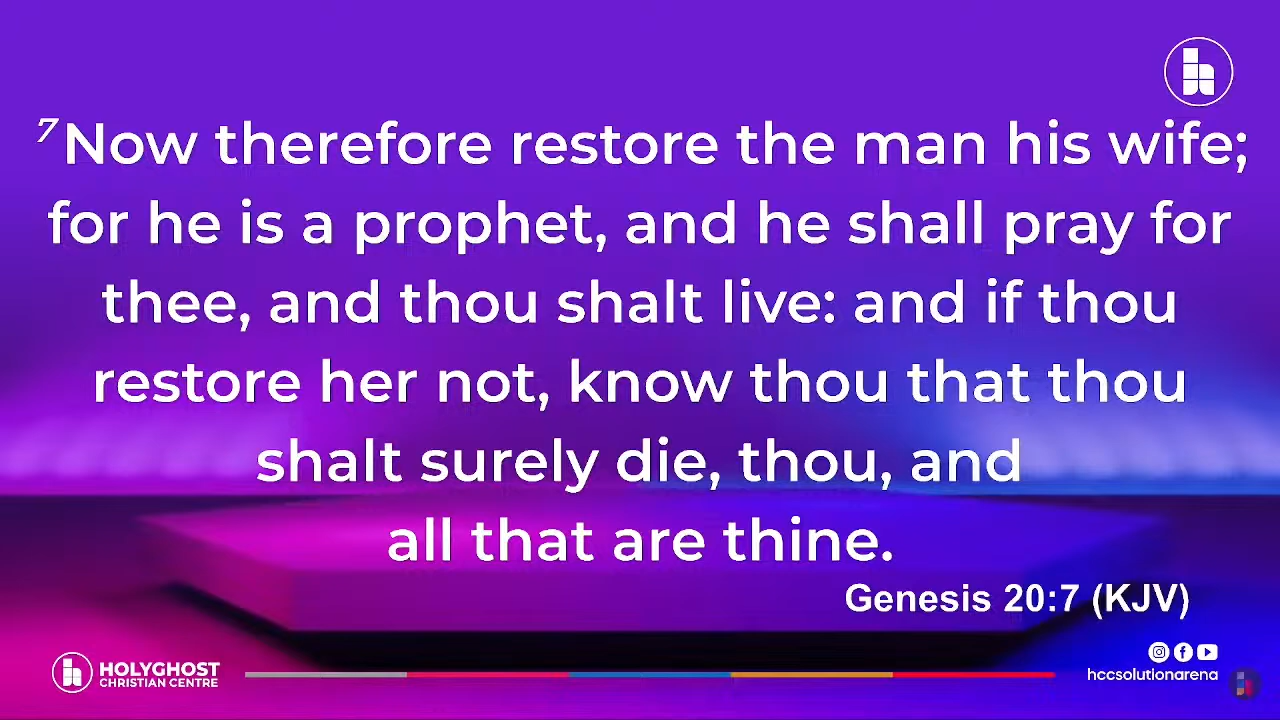 7 Now therefore restore the man his wife;
for he is a prophet, and he shall pray for
thee, and thou shalt live: and if thou
restore her not, know thou that thou
shalt surely die, thou, and
all that are thine.
Genesis 20:7 (KJV)
HOLYGHOST
CHRISTIAN CENTRE
hccsolutionarena